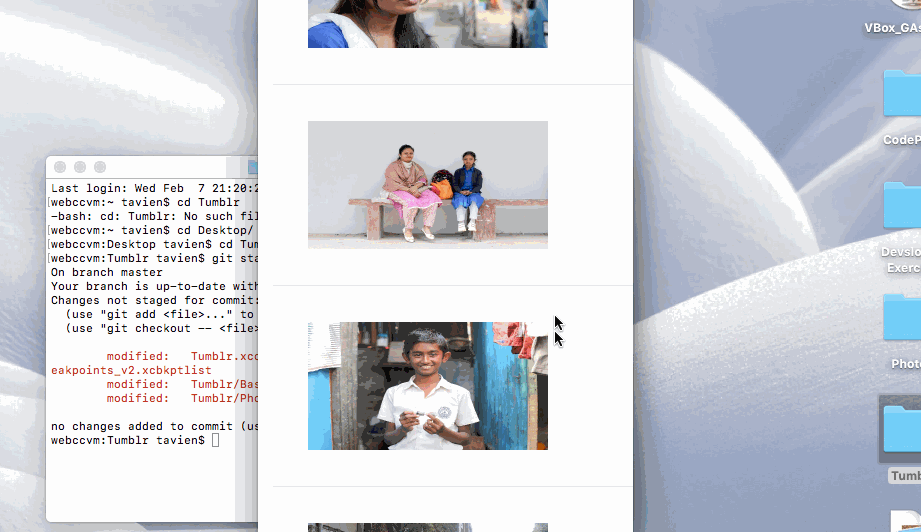 Last login: Wed Feb  7 21:20:2
webccvm:~ tavien$ cd Tumblr
-bash: cd: Tumblr: No such fil
webccvm:~ tavien$ cd Desktop/
webccvm:Desktop tavien$ cd Tum
webccvm:Tumblr tavien$ git sta
On branch master
Your branch is up-to-date with
Changes not staged for commit:
  (use "git add <file>..." to
  (use "git checkout -- <file>
        modified:   Tumblr.xco
eakpoints_v2.xcbkptlist
        modified:   Tumblr/Bas
        modified:   Tumblr/Pho
no changes added to commit (us
webccvm:Tumblr tavien$
VBox_GAs
CodeP
Devslo
Exerc
Photo
Tumb